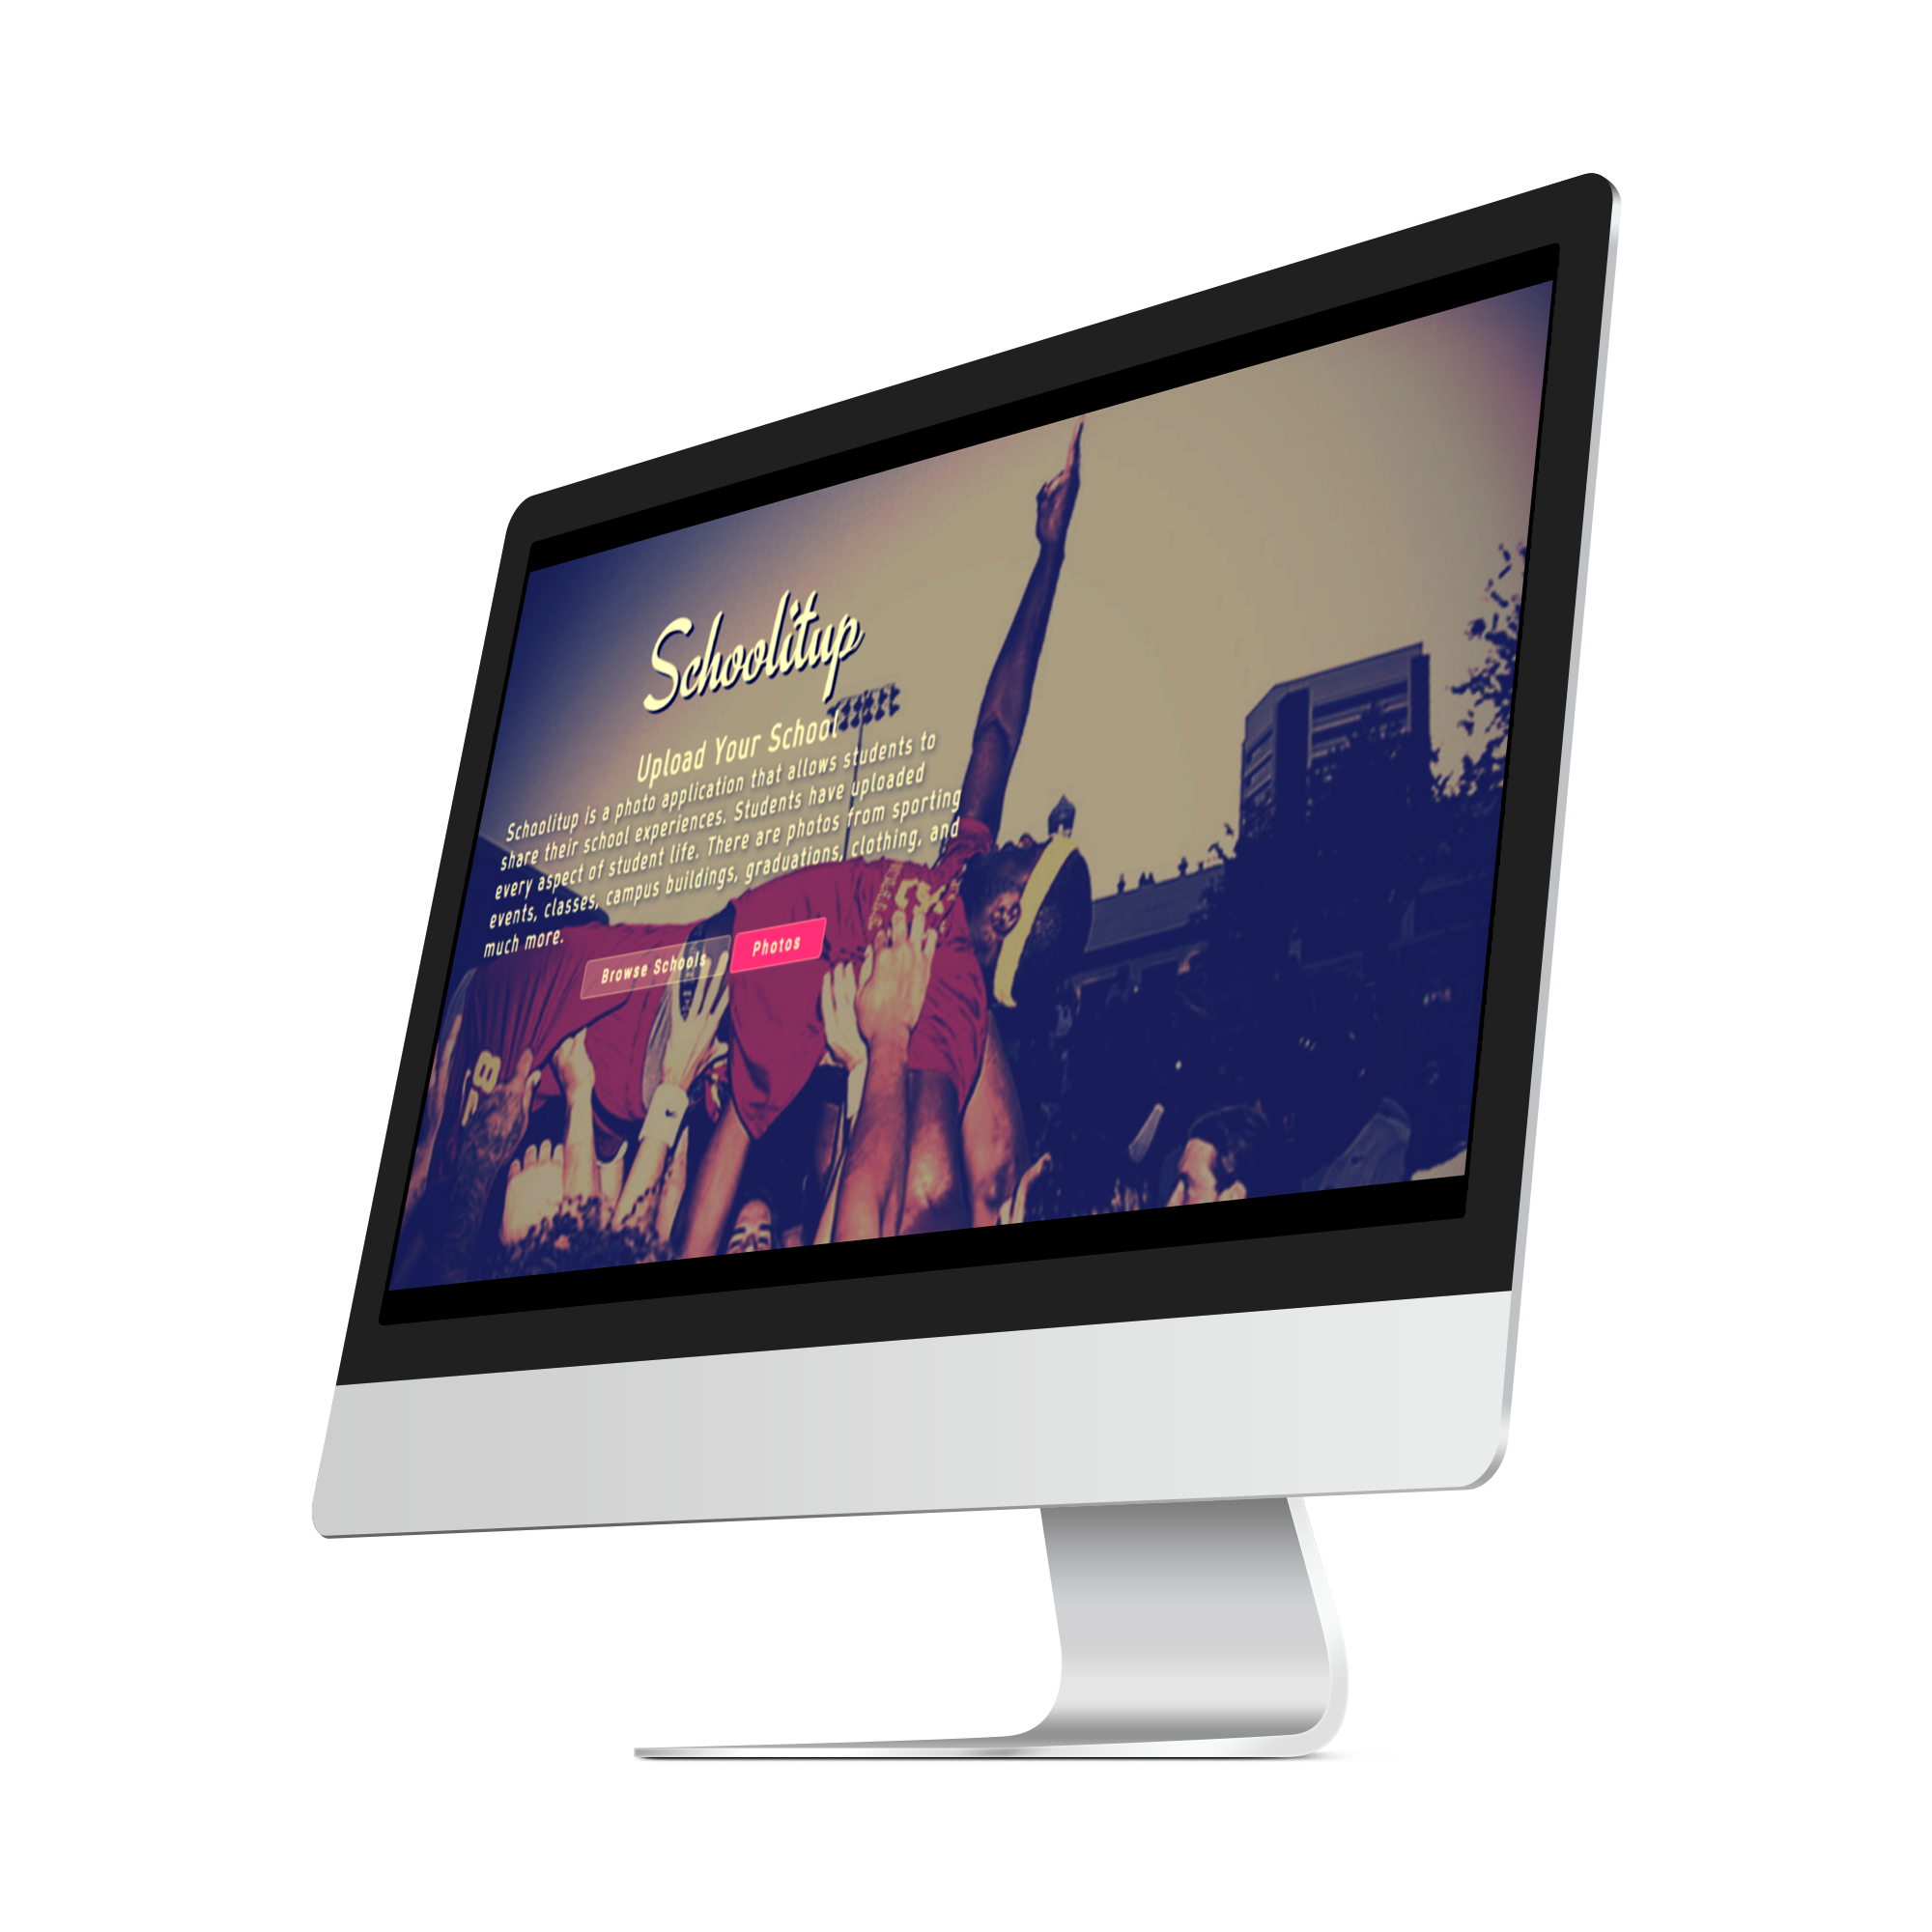 Schoolitup
Upload Your School
Schoolitup is a photo application that allows students to
share their school experiences. Students have uploaded
every aspect of student life. There are photos from sporting
events, classes, campus buildings, graduations, clothing, and
much more.
Browse Schools
Photos